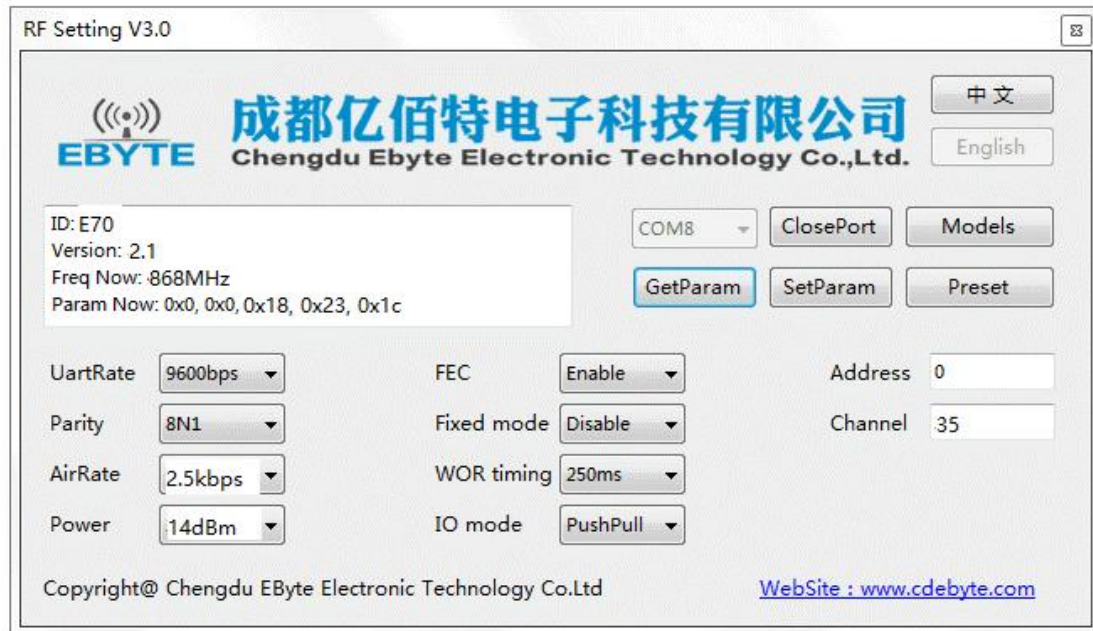 RF Setting V3.0
中文
EBYTE
成都亿佰特电子科技有限公司
Chengdu Ebyte Electronic Technology Co.,Ltd.
English
ID: E70
Version: 2.1
Freq Now: 868MHz
Param Now: 0x0, 0x0, 0x18, 0x23, 0x1c
COM8 ClosePort Models
GetParam SetParam Preset
UartRate 9600bps FEC Enable Address 0
Parity 8N1 Fixed mode Disable Channel 35
AirRate 2.5kbps WOR timing 250ms
Power 14dBm IO mode PushPull
Copyright@ Chengdu EByte Electronic Technology Co.Ltd WebSite : www.cdebyte.com